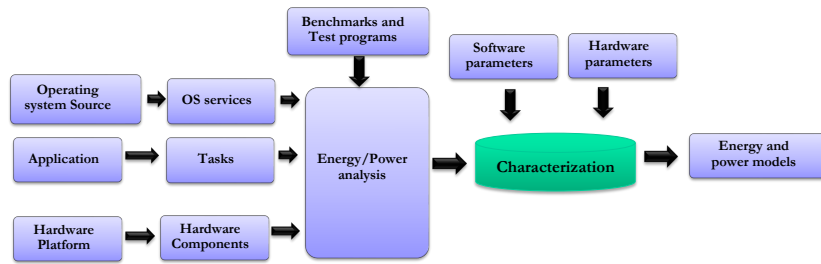 Benchmarks and
Test programs
Software
parameters
Hardware
parameters
Operating
system Source
OS services
Application
Tasks
Energy/Power
analysis
Characterization
Energy and
power models
Hardware
Platform
Hardware
Components